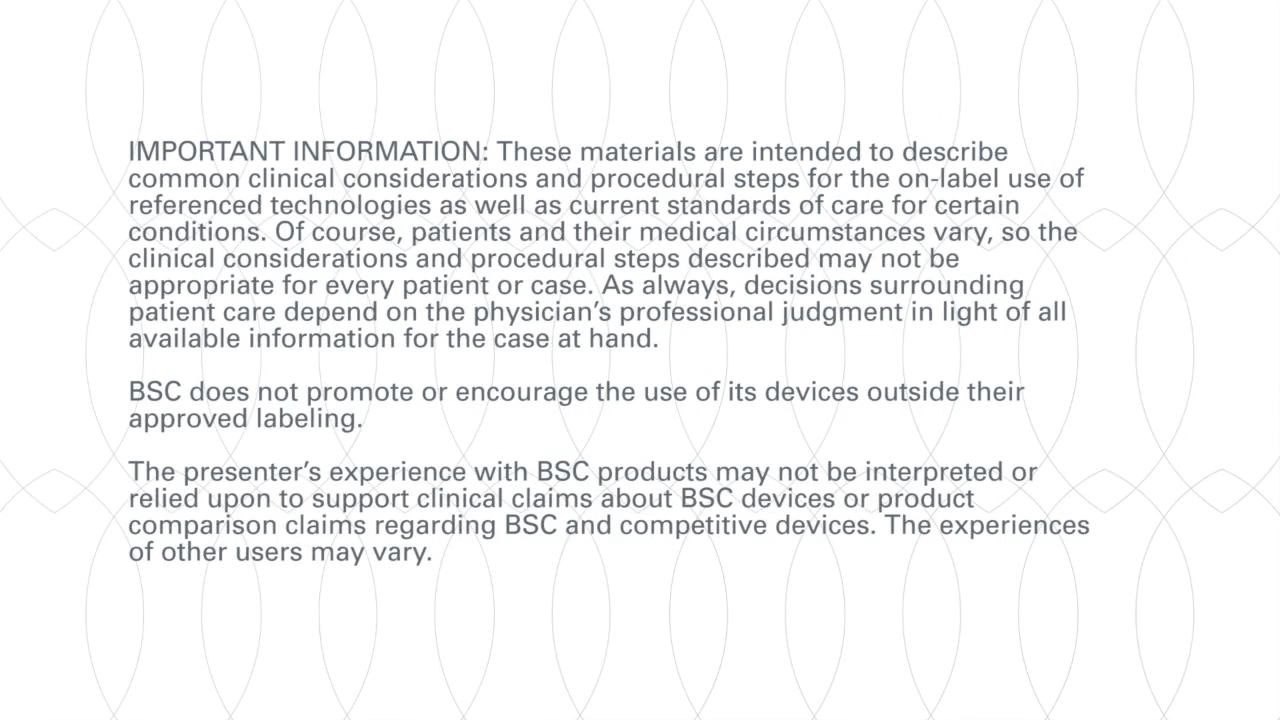 IMPORTANT INFORMATION: These materials are intended to describe
common clinical considerations and procedural steps for the on-label use of
referenced technologies as well as current standards of care for certain
conditions. Of course, patients and their medical circumstances vary, so the
clinical considerations and procedural steps described may not be
appropriate for every patient or case. As always, decisions surrounding
patient care depend on the physician’s professional judgment in light of all
available information for the case at hand.
BSC does not promote or encourage the use of its devices outside their
approved labeling.
The presenter’s experience with BSC products may not be interpreted or
relied upon to support clinical claims about BSC devices or product
comparison claims regarding BSC and competitive devices. The experiences
of other users may vary.